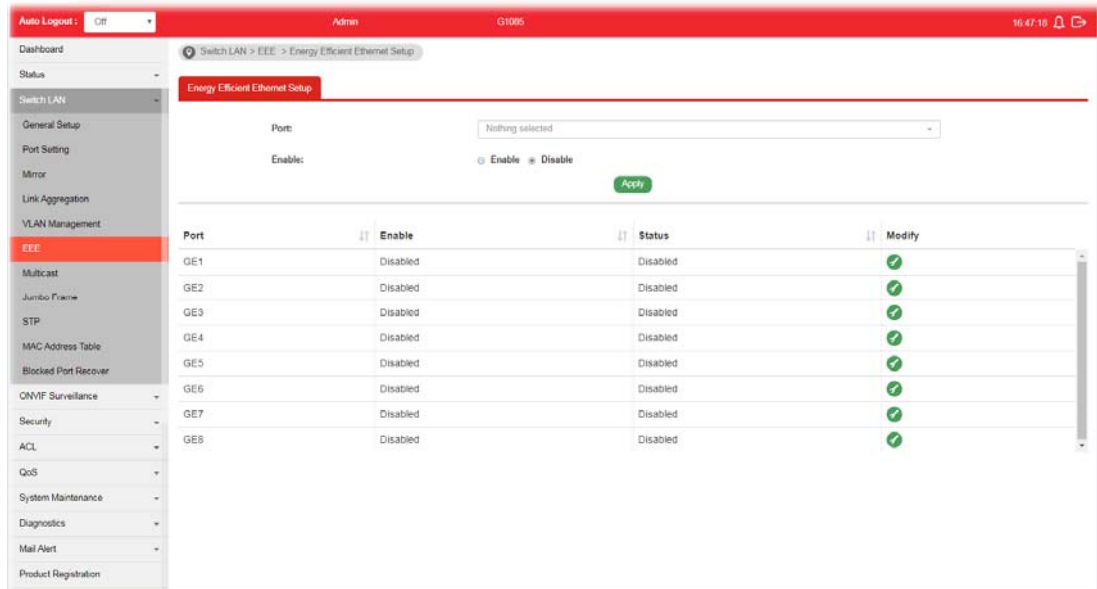 Auto Logout : Off Admin G1085 16:47:18
Dashboard
Status
Switch LAN
General Setup
Port Setting
Mirror
Link Aggregation
VLAN Management
EEE
Multicast
Jumbo Frame
STP
MAC Address Table
Blocked Port Recover
ONVIF Surveillance
Security
ACL
QoS
System Maintenance
Diagnostics
Mail Alert
Product Registration
Switch LAN > EEE > Energy Efficient Ethernet Setup
Energy Efficient Ethernet Setup
Port: Nothing selected
Enable: Enable Disable
Apply
Port Enable Status Modify
GE1 Disabled Disabled
GE2 Disabled Disabled
GE3 Disabled Disabled
GE4 Disabled Disabled
GE5 Disabled Disabled
GE6 Disabled Disabled
GE7 Disabled Disabled
GE8 Disabled Disabled